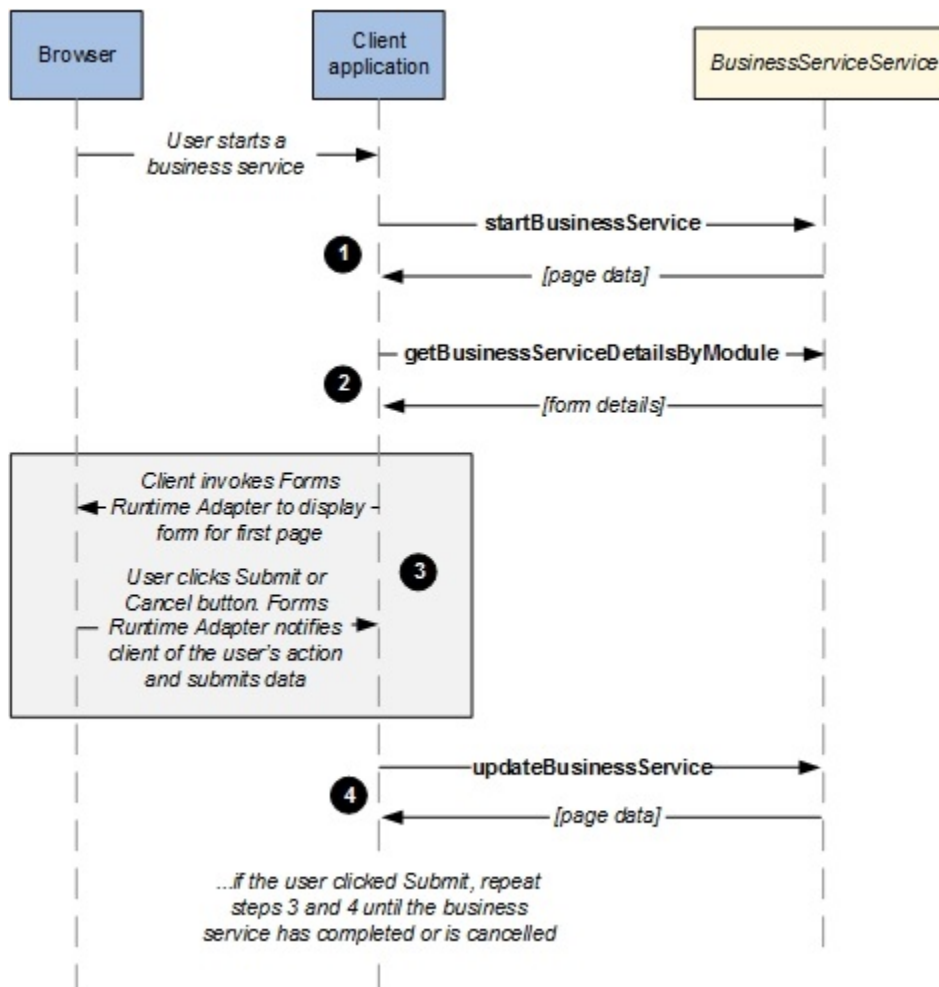 Browser
Client
application
BusinessServiceService
User starts a
business service
startBusinessService
1
[page data]
getBusinessServiceDetailsByModule
2
[form details]
Client invokes Forms
Runtime Adapter to display
form for first page
3
User clicks Submit or
Cancel button. Forms
Runtime Adapter notifies
client of the user's action
and submits data
updateBusinessService
4
[page data]
...if the user clicked Submit, repeat
steps 3 and 4 until the business
service has completed or is cancelled